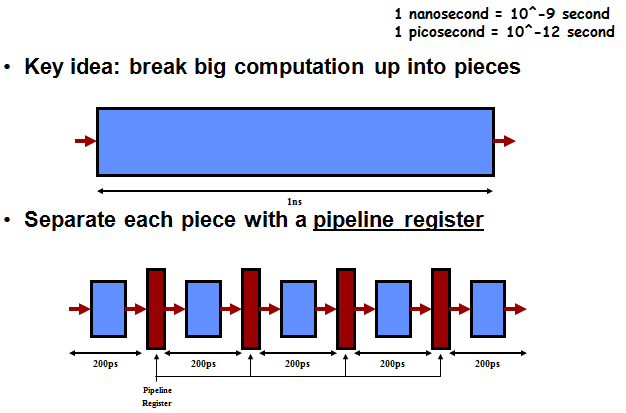 1 nanosecond = 10^-9 second
1 picosecond = 10^-12 second
• Key idea: break big computation up into pieces
1ns
• Separate each piece with a pipeline register
200ps 200ps 200ps 200ps 200ps
Pipeline
Register